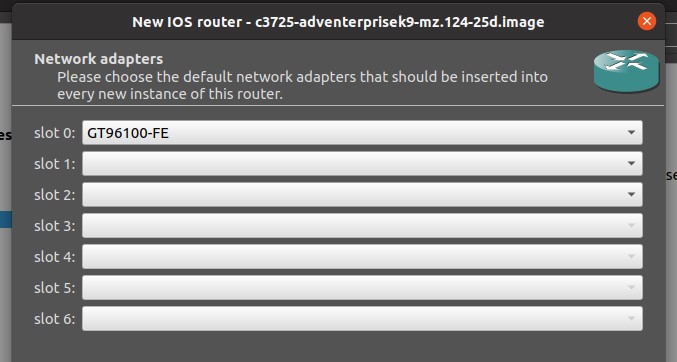 New IOS router - c3725-adventerprisek9-mz.124-25d.image
Network adapters
Please choose the default network adapters that should be inserted into
every new instance of this router.
es
slot 0: GT96100-FE
slot 1:
slot 2:
se
slot 3:
slot 4:
slot 5:
slot 6: